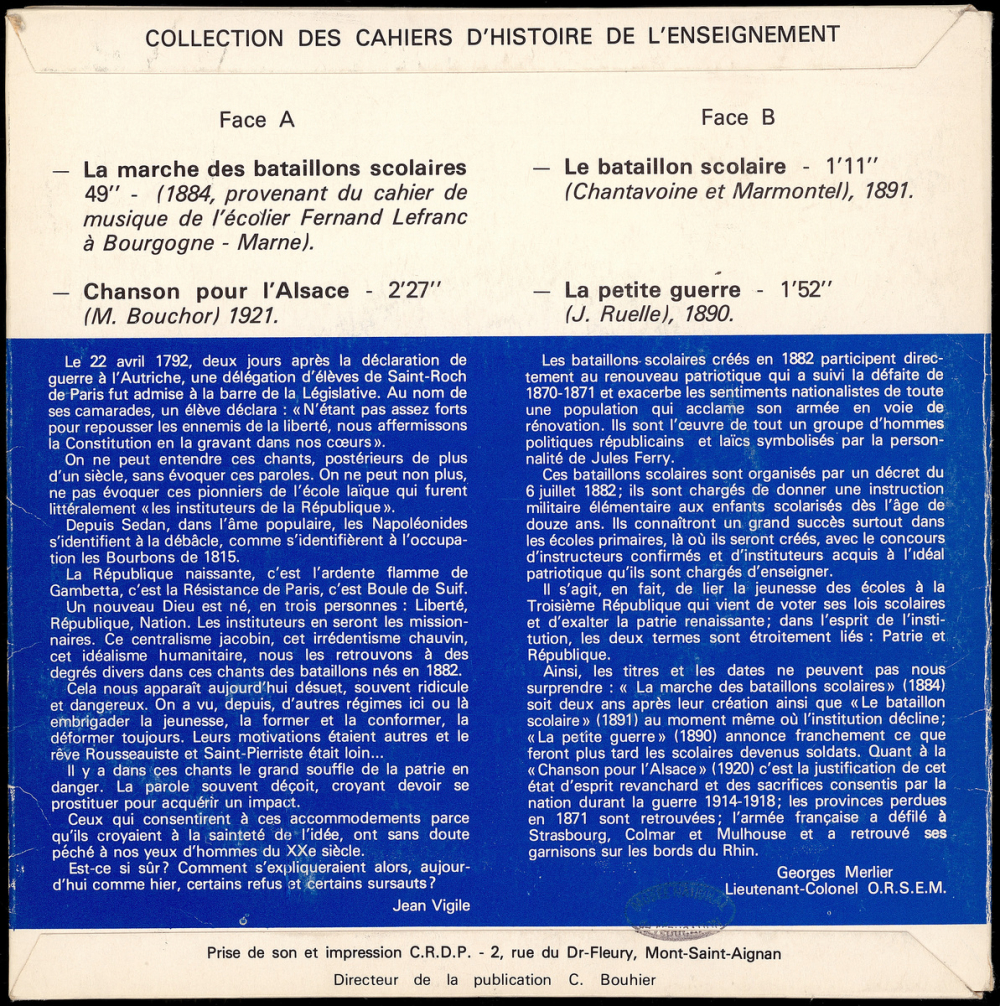 COLLECTION DES CAHIERS D'HISTOIRE DE L'ENSEIGNEMENT
Face A
— La marche des bataillons scolaires
49'' - (1884, provenant du cahier de
musique de l'écolier Fernand Lefranc
à Bourgogne - Marne).
— Chanson pour l'Alsace - 2'27''
(M. Bouchor) 1921.
Face B
— Le bataillon scolaire - 1'11''
(Chantavoine et Marmontel), 1891.
— La petite guerre - 1'52''
(J. Ruelle), 1890.
Le 22 avril 1792, deux jours après la déclaration de
guerre à l'Autriche, une délégation d'élèves de Saint-Roch
de Paris fut admise à la barre de la Législative. Au nom de
ses camarades, un élève déclara : « N'étant pas assez forts
pour repousser les ennemis de la liberté, nous affermissons
la Constitution en la gravant dans nos cœurs ».
On ne peut entendre ces chants, postérieurs de plus
d'un siècle, sans évoquer ces paroles. On ne peut non plus,
ne pas évoquer ces pionniers de l'école laïque qui furent
littéralement « les instituteurs de la République ».
Depuis Sedan, dans l'âme populaire, les Napoléonides
s'identifient à la débâcle, comme s'identifièrent à l'occupa-
tion les Bourbons de 1815.
La République naissante, c'est l'ardente flamme de
Gambetta, c'est la Résistance de Paris, c'est Boule de Suif.
Un nouveau Dieu est né, en trois personnes : Liberté,
République, Nation. Les instituteurs en seront les mission-
naires. Ce centralisme jacobin, cet irrédentisme chauvin,
cet idéalisme humanitaire, nous les retrouvons à des
degrés divers dans ces chants des bataillons nés en 1882.
Cela nous apparaît aujourd'hui désuet, souvent ridicule
et dangereux. On a vu, depuis, d'autres régimes ici ou là
embrigader la jeunesse, la former et la conformer, la
déformer toujours. Leurs motivations étaient autres et le
rêve Rousseauiste et Saint-Pierriste était loin...
Il y a dans ces chants le grand souffle de la patrie en
danger. La parole souvent déçoit, croyant devoir se
prostituer pour acquérir un impact.
Ceux qui consentirent à ces accommodements parce
qu'ils croyaient à la sainteté de l'idée, ont sans doute
péché à nos yeux d'hommes du XXe siècle.
Est-ce si sûr? Comment s'expliqueraient alors, aujour-
d'hui comme hier, certains refus et certains sursauts?
Jean Vigile
Les bataillons scolaires créés en 1882 participent direc-
tement au renouveau patriotique qui a suivi la défaite de
1870-1871 et exacerbe les sentiments nationalistes de toute
une population qui acclame son armée en voie de
rénovation. Ils sont l'œuvre de tout un groupe d'hommes
politiques républicains et laïcs symbolisés par la person-
nalité de Jules Ferry.
Ces bataillons scolaires sont organisés par un décret du
6 juillet 1882; ils sont chargés de donner une instruction
militaire élémentaire aux enfants scolarisés dès l'âge de
douze ans. Ils connaîtront un grand succès surtout dans
les écoles primaires, là où ils seront créés, avec le concours
d'instructeurs confirmés et d'instituteurs acquis à l'idéal
patriotique qu'ils sont chargés d'enseigner.
Il s'agit, en fait, de lier la jeunesse des écoles à la
Troisième République qui vient de voter ses lois scolaires
et d'exalter la patrie renaissante; dans l'esprit de l'insti-
tution, les deux termes sont étroitement liés : Patrie et
République.
Ainsi, les titres et les dates ne peuvent pas nous
surprendre : « La marche des bataillons scolaires» (1884)
soit deux ans après leur création ainsi que « Le bataillon
scolaire » (1891) au moment même où l'institution décline;
« La petite guerre » (1890) annonce franchement ce que
feront plus tard les scolaires devenus soldats. Quant à la
« Chanson pour l'Alsace » (1920) c'est la justification de cet
état d'esprit revanchard et des sacrifices consentis par la
nation durant la guerre 1914-1918; les provinces perdues
en 1871 sont retrouvées; l'armée française a défilé à
Strasbourg, Colmar et Mulhouse et a retrouvé ses
garnisons sur les bords du Rhin.
Georges Merlier
Lieutenant-Colonel O.R.S.E.M.
Prise de son et impression C.R.D.P. - 2, rue du Dr-Fleury, Mont-Saint-Aignan
Directeur de la publication C. Bouhier